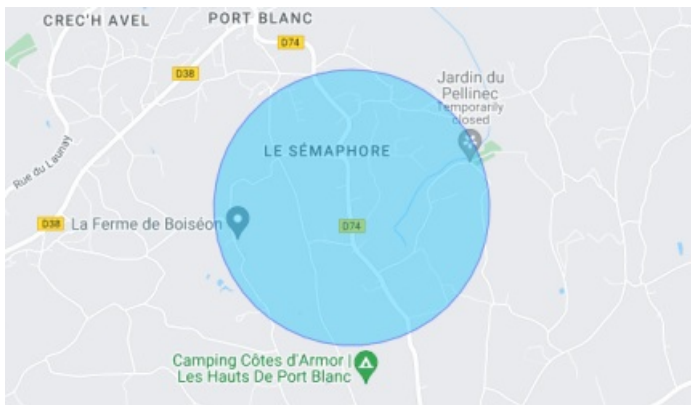 CREC'H AVEL
PORT BLANC
D74
D38
Jardin du
Pellinec
Temporarily
closed
Rue du Launay
LE SÉMAPHORE
D38
La Ferme de Boiséon
D74
Camping Côtes d'Armor |
Les Hauts De Port Blanc